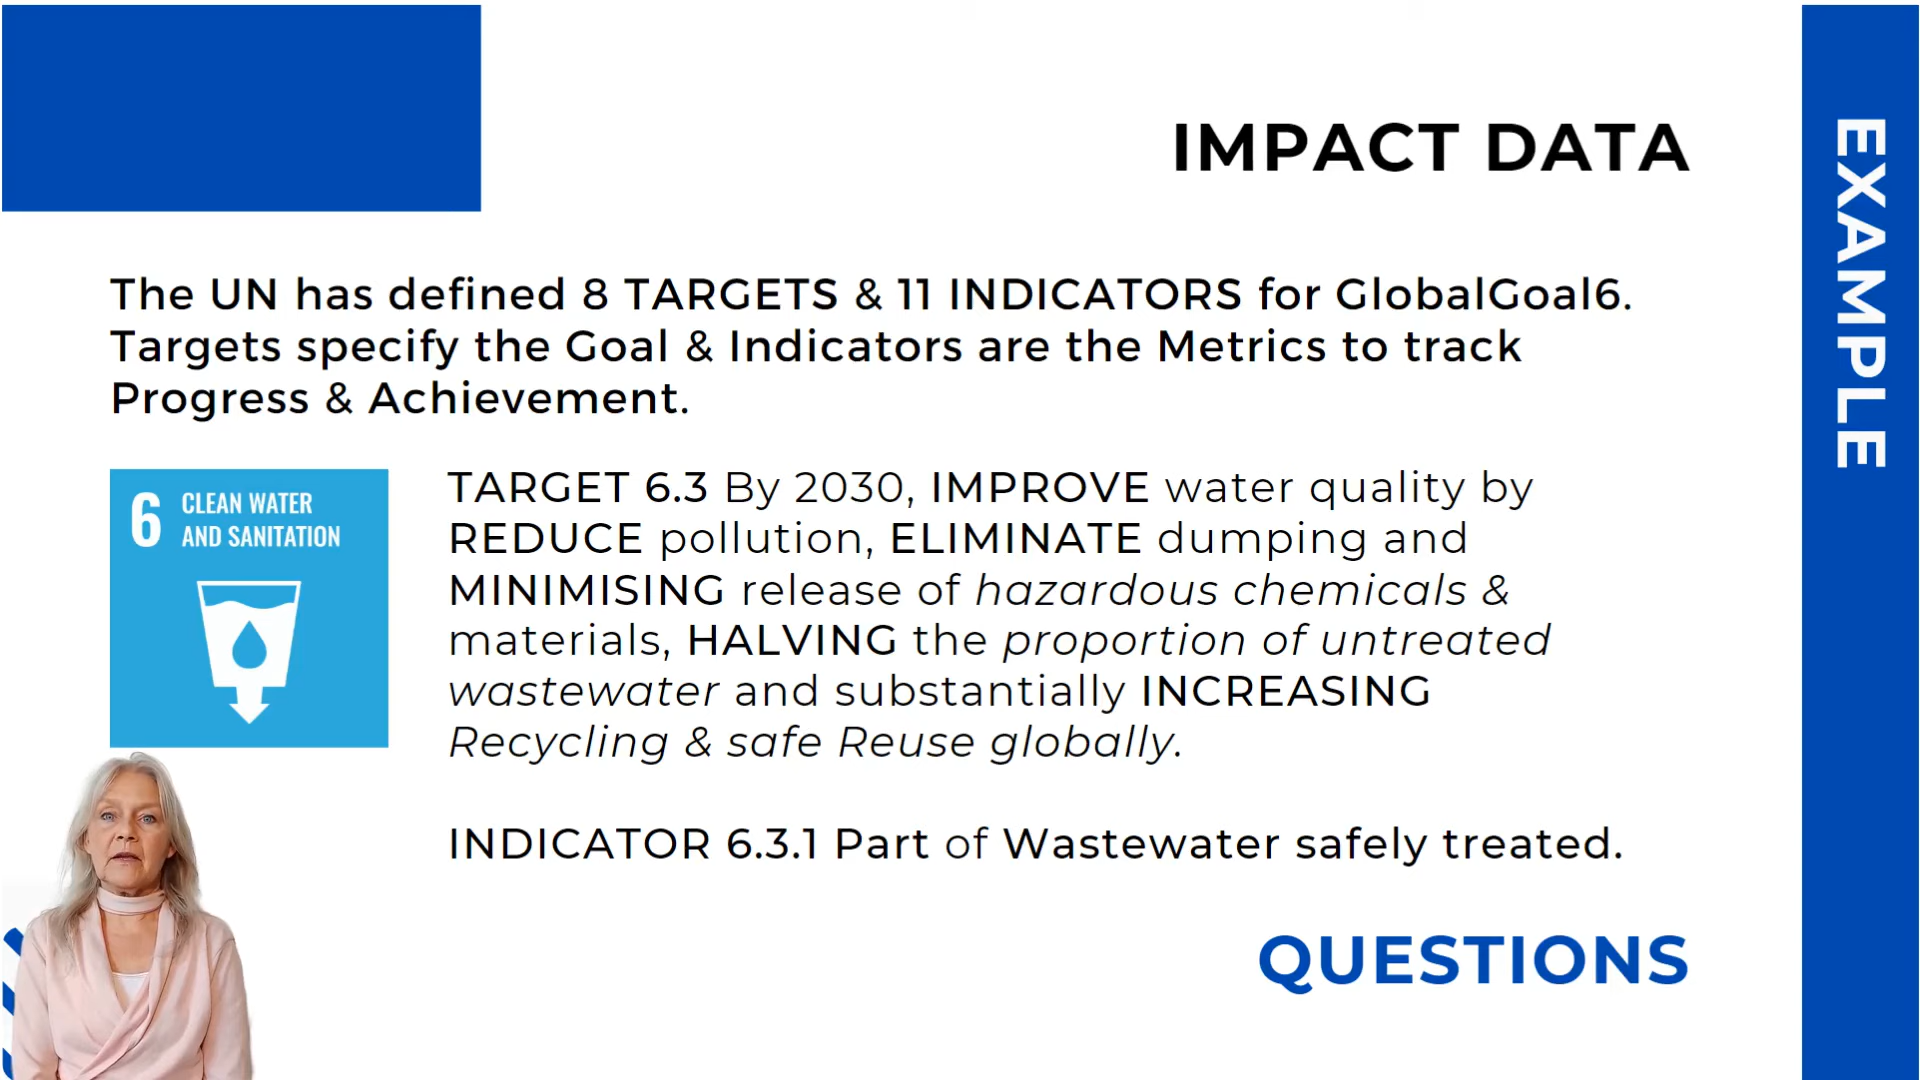 IMPACT DATA
EXAMPLE
The UN has defined 8 TARGETS & 11 INDICATORS for GlobalGoal6.
Targets specify the Goal & Indicators are the Metrics to track
Progress & Achievement.
6 CLEAN WATER
AND SANITATION
TARGET 6.3 By 2030, IMPROVE water quality by
REDUCE pollution, ELIMINATE dumping and
MINIMISING release of hazardous chemicals &
materials, HALVING the proportion of untreated
wastewater and substantially INCREASING
Recycling & safe Reuse globally.
INDICATOR 6.3.1 Part of Wastewater safely treated.
QUESTIONS